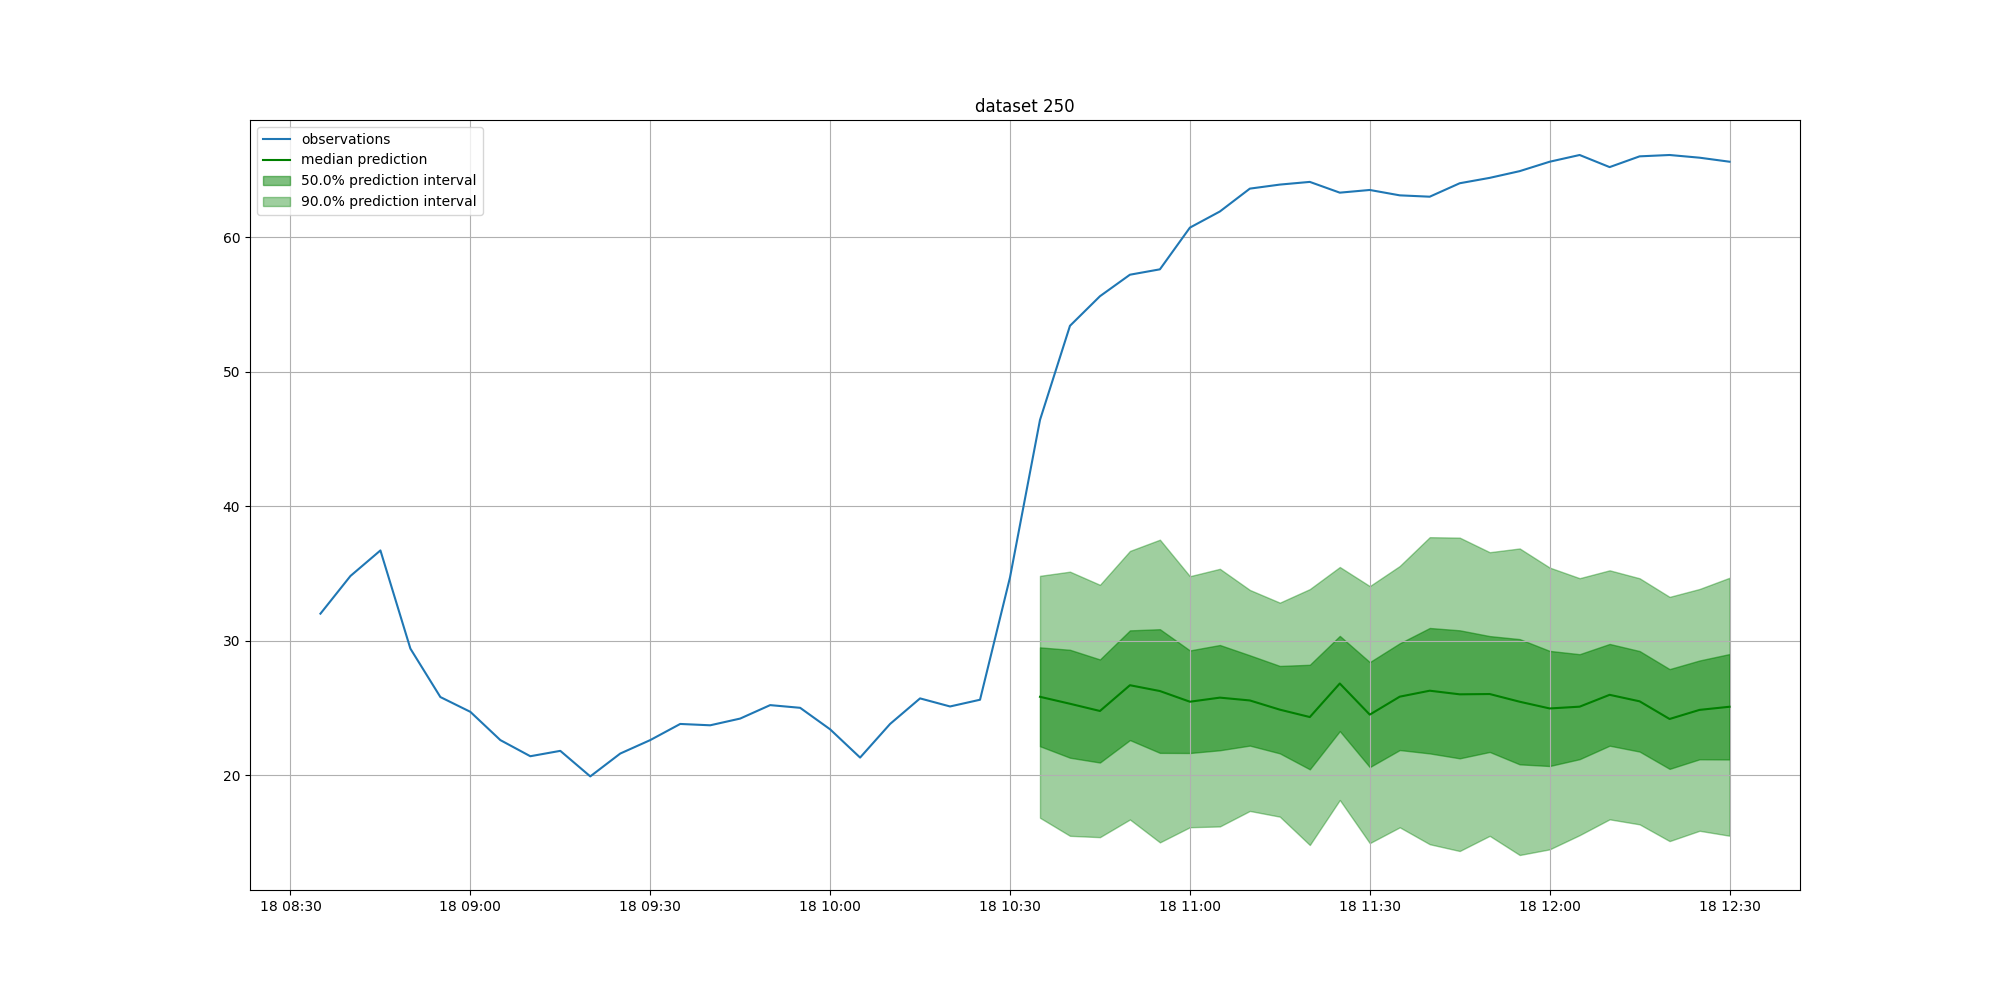 dataset 250
observations
median prediction
50.0% prediction interval
90.0% prediction interval
60
50
40
30
20
18 08:30
18 09:00
18 09:30
18 10:00
18 10:30
18 11:00
18 11:30
18 12:00
18 12:30